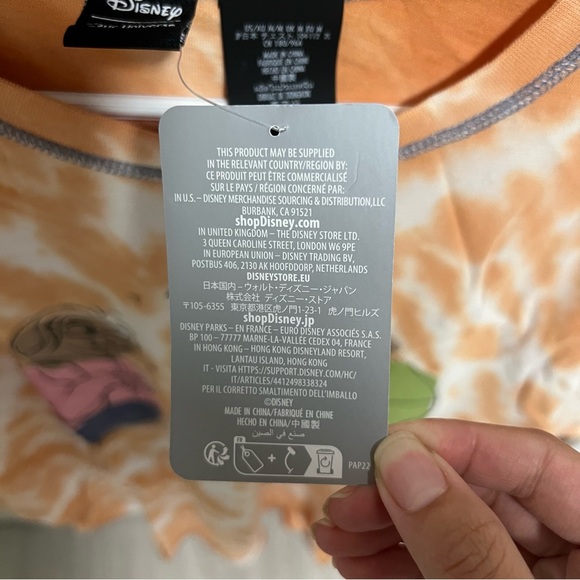 Disney
THIS PRODUCT MAY BE SUPPLIED
IN THE RELEVANT COUNTRY/REGION BY:
CE PRODUIT PEUT ÊTRE COMMERCIALISÉ
SUR LE PAYS / RÉGION CONCERNÉ PAR:
IN U.S. – DISNEY MERCHANDISE SOURCING & DISTRIBUTION,LLC
BURBANK, CA 91521
shopDisney.com
IN UNITED KINGDOM – THE DISNEY STORE LTD.
3 QUEEN CAROLINE STREET, LONDON W6 9PE
IN EUROPEAN UNION – DISNEY TRADING BV,
POSTBUS 406, 2130 AK HOOFDDORP, NETHERLANDS
DISNEYSTORE.EU
日本国内 – ウォルト・ディズニー・ジャパン
株式会社 ディズニー・ストア
〒105-6355 東京都港区虎ノ門1-23-1 虎ノ門ヒルズ
shopDisney.jp
DISNEY PARKS – EN FRANCE – EURO DISNEY ASSOCIÉS S.A.S.
BP 100 – 77777 MARNE-LA-VALLÉE CEDEX 04, FRANCE
IN HONG KONG – HONG KONG DISNEYLAND RESORT,
LANTAU ISLAND, HONG KONG
IT - VISITA HTTPS://SUPPORT.DISNEY.COM/HC/
IT/ARTICLES/4412498338324
PER IL CORRETTO SMALTIMENTO DELL'IMBALLO
©DISNEY
MADE IN CHINA/FABRIQUÉ EN CHINE
HECHO EN CHINA/中國製
صنع في الصين
FR
PAP22